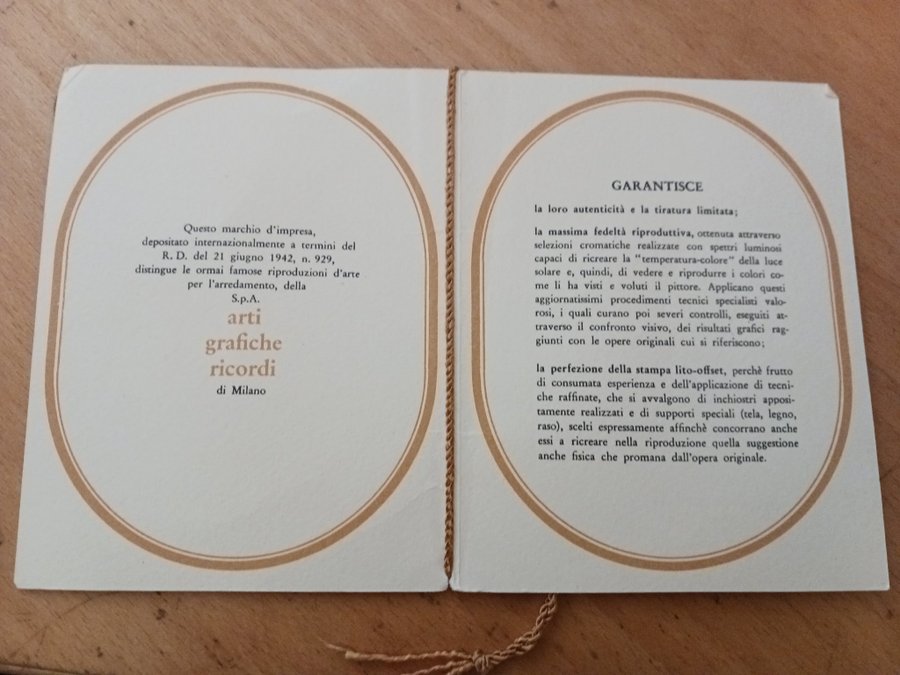 Questo marchio d'impresa,
depositato internazionalmente a termini del
R. D. del 21 giugno 1942, n. 929,
distingue le ormai famose riproduzioni d'arte
per l'arredamento, della
S.p.A.
arti
grafiche
ricordi
di Milano
GARANTISCE
la loro autenticità e la tiratura limitata;
la massima fedeltà riproduttiva, ottenuta attraverso
selezioni cromatiche realizzate con spettri luminosi
capaci di ricreare la "temperatura-colore" della luce
solare e, quindi, di vedere e riprodurre i colori co-
me li ha visti e voluti il pittore. Applicano questi
aggiornatissimi procedimenti tecnici specialisti valo-
rosi, i quali curano poi severi controlli, eseguiti at-
traverso il confronto visivo, dei risultati grafici rag-
giunti con le opere originali cui si riferiscono;
la perfezione della stampa lito-offset, perchè frutto
di consumata esperienza e dell'applicazione di tecni-
che raffinate, che si avvalgono di inchiostri apposi-
tamente realizzati e di supporti speciali (tela, legno,
raso), scelti espressamente affinchè concorrano anche
essi a ricreare nella riproduzione quella suggestione
anche fisica che promana dall'opera originale.